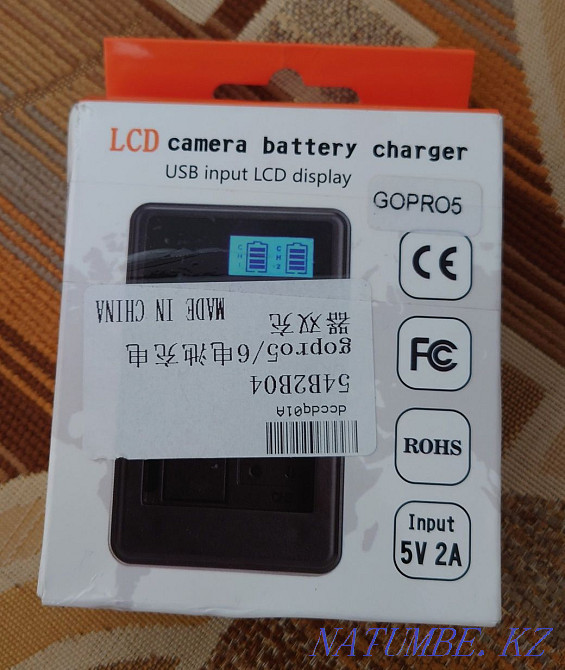 LCD camera battery charger
USB input LCD display
GOPRO5
CH1
CH2
CE
FC
ROHS
Input
5V 2A
dccdq01A
54B2B04
gopro5/6电池充电
器双充
MADE IN CHINA
NATUMBE.KZ